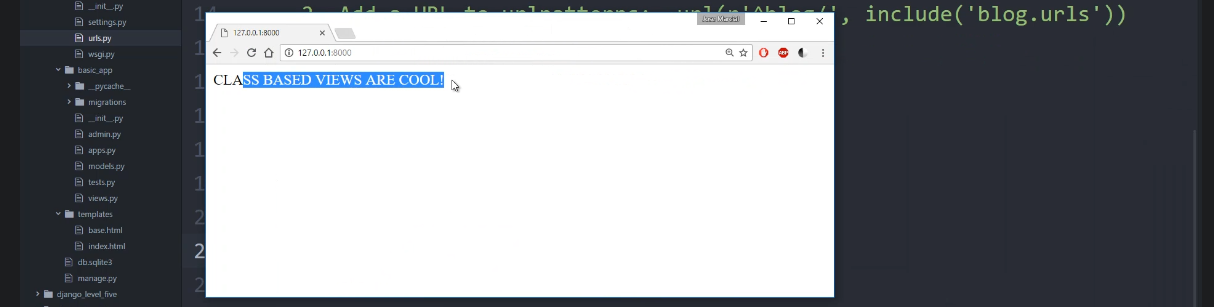 __init__.py
settings.py
urls.py
wsgi.py
basic_app
__pycache__
migrations
__init__.py
admin.py
apps.py
models.py
tests.py
views.py
templates
base.html
index.html
db.sqlite3
manage.py
django_level_five
14
2. Add a URL to urlpatterns: url(r'^blog/', include('blog.urls'))
127.0.0.1:8000
127.0.0.1:8000
ABP
CLASS BASED VIEWS ARE COOL!